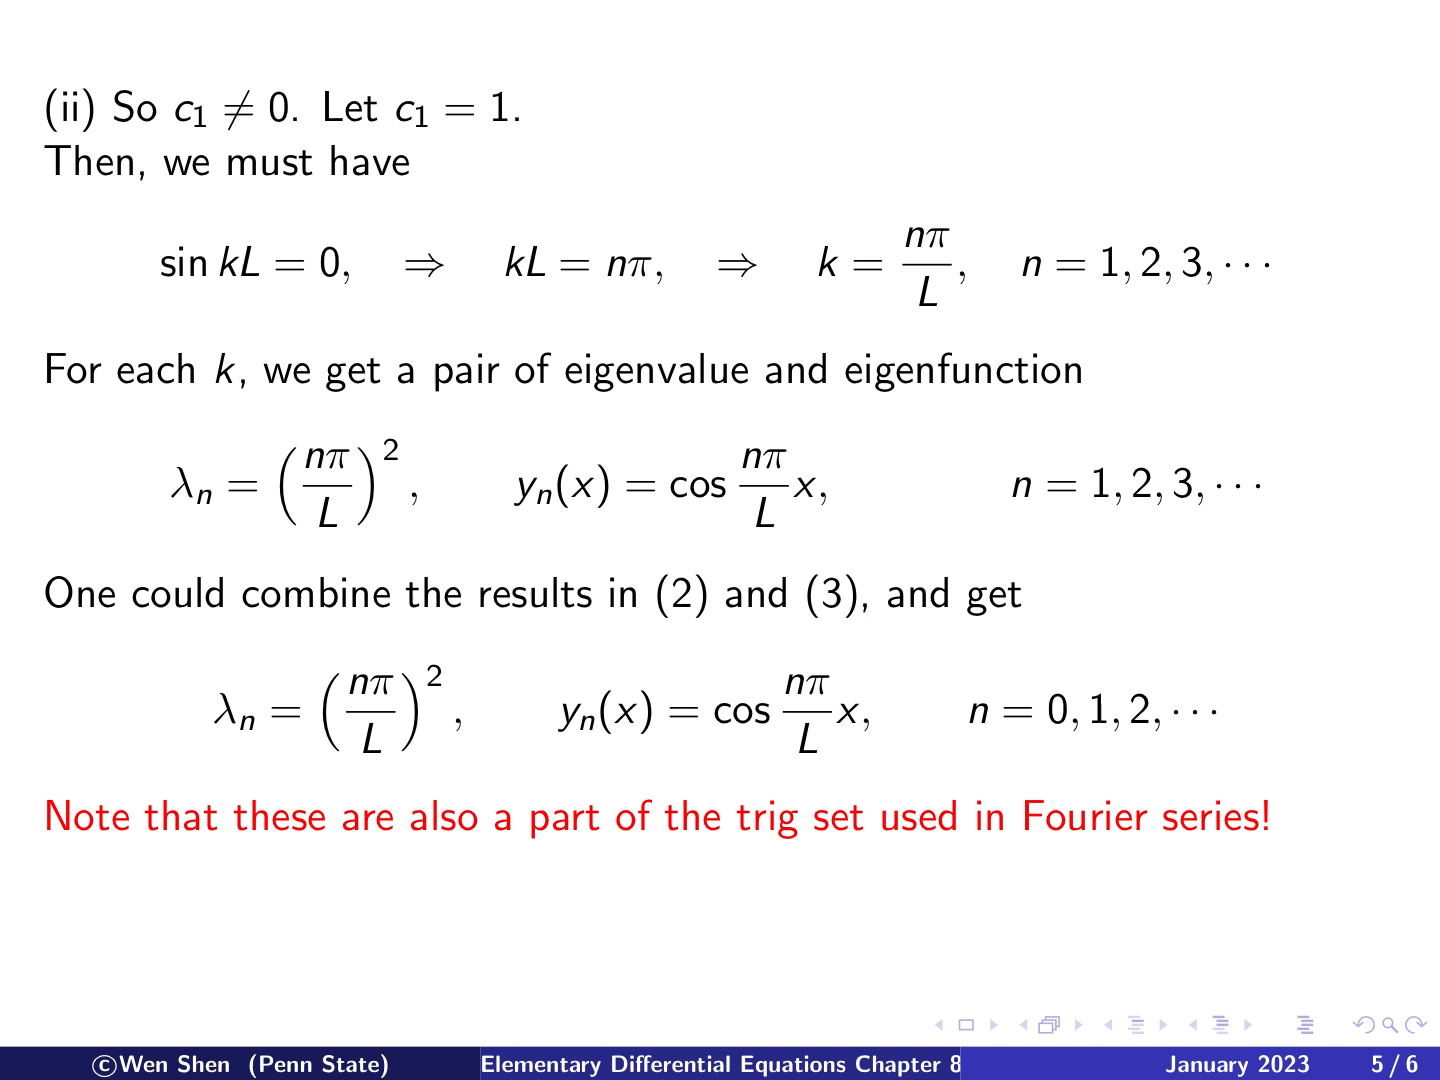 (ii) So c₁ ≠ 0. Let c₁ = 1.
Then, we must have
sin kL = 0, ⇒ kL = nπ, ⇒ k = nπ/L, n = 1, 2, 3, ⋯
For each k, we get a pair of eigenvalue and eigenfunction
λₙ = (nπ/L)², yₙ(x) = cos nπ/L x, n = 1, 2, 3, ⋯
One could combine the results in (2) and (3), and get
λₙ = (nπ/L)², yₙ(x) = cos nπ/L x, n = 0, 1, 2, ⋯
Note that these are also a part of the trig set used in Fourier series!
©Wen Shen (Penn State) Elementary Differential Equations Chapter 8 January 2023 5 / 6